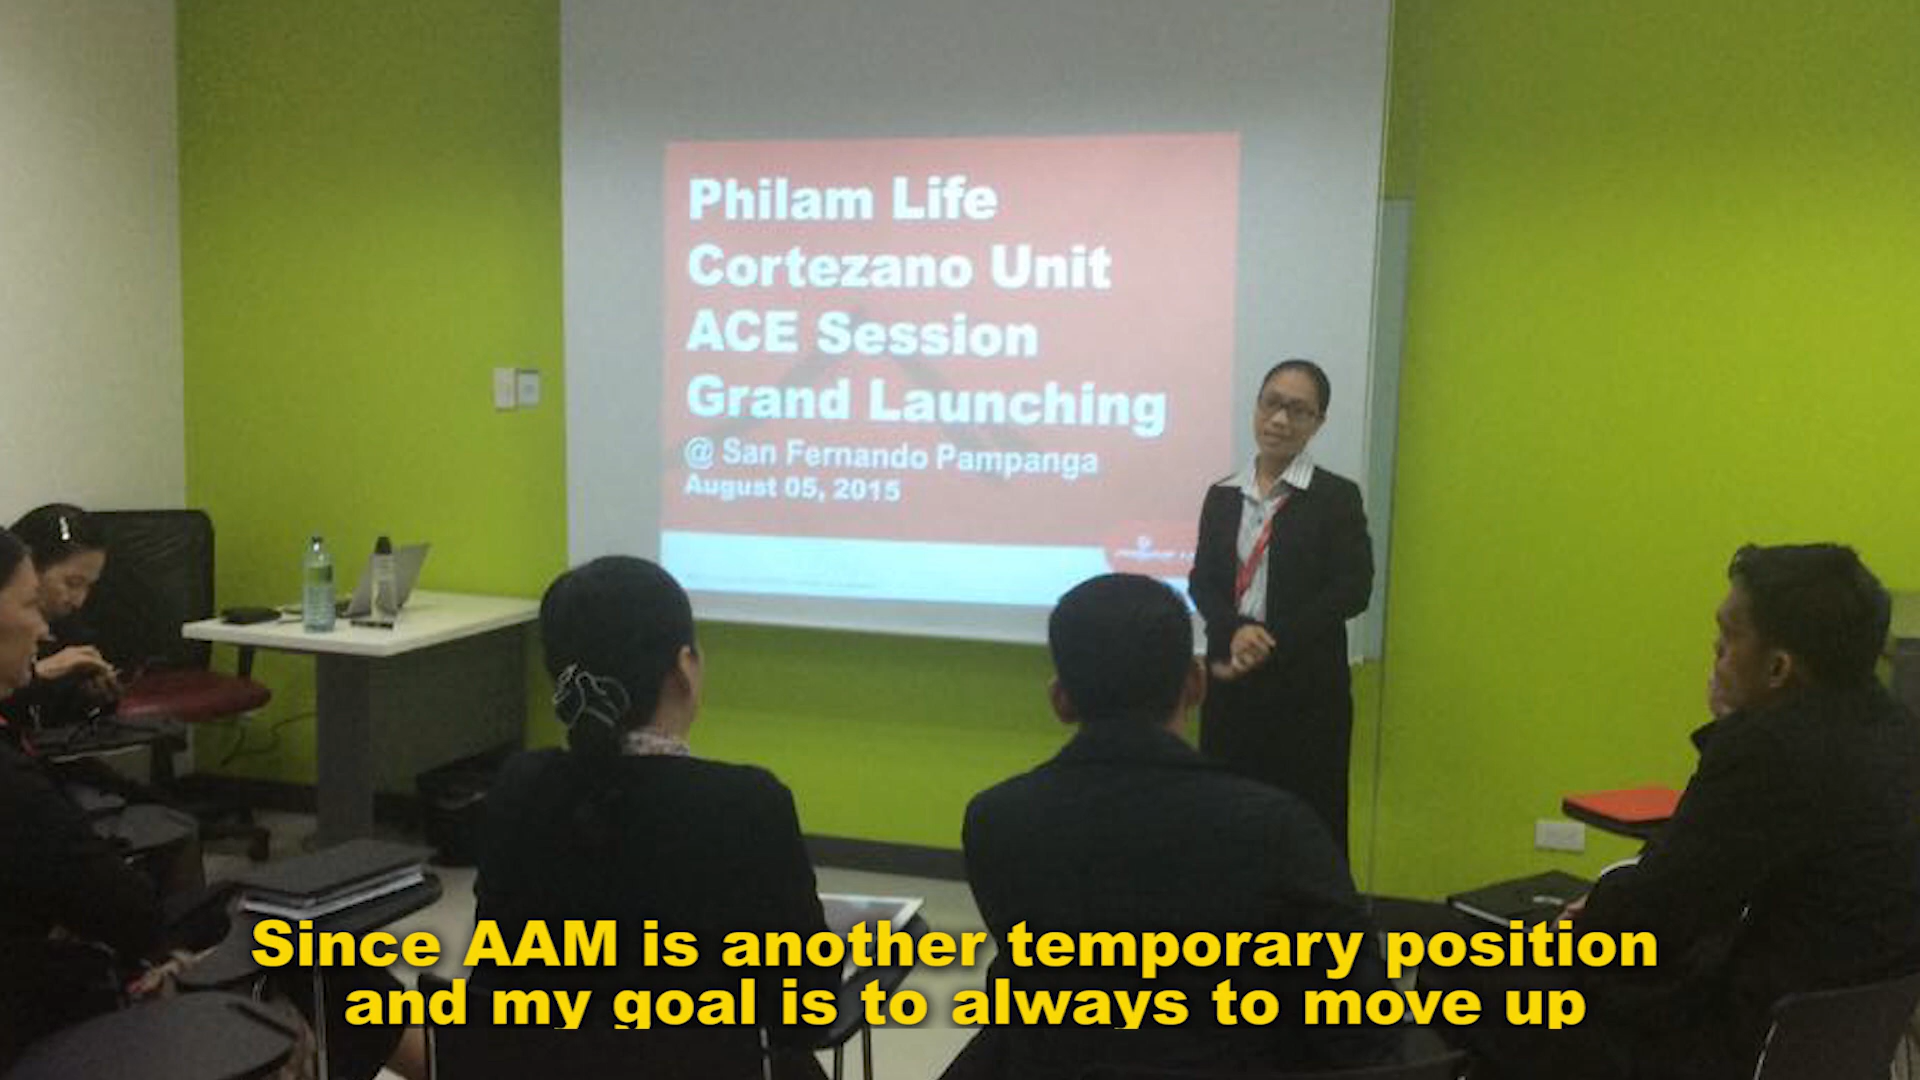 Philam Life
Cortezano Unit
ACE Session
Grand Launching
@ San Fernando Pampanga
August 05, 2015
Since AAM is another temporary position
and my goal is to always to move up